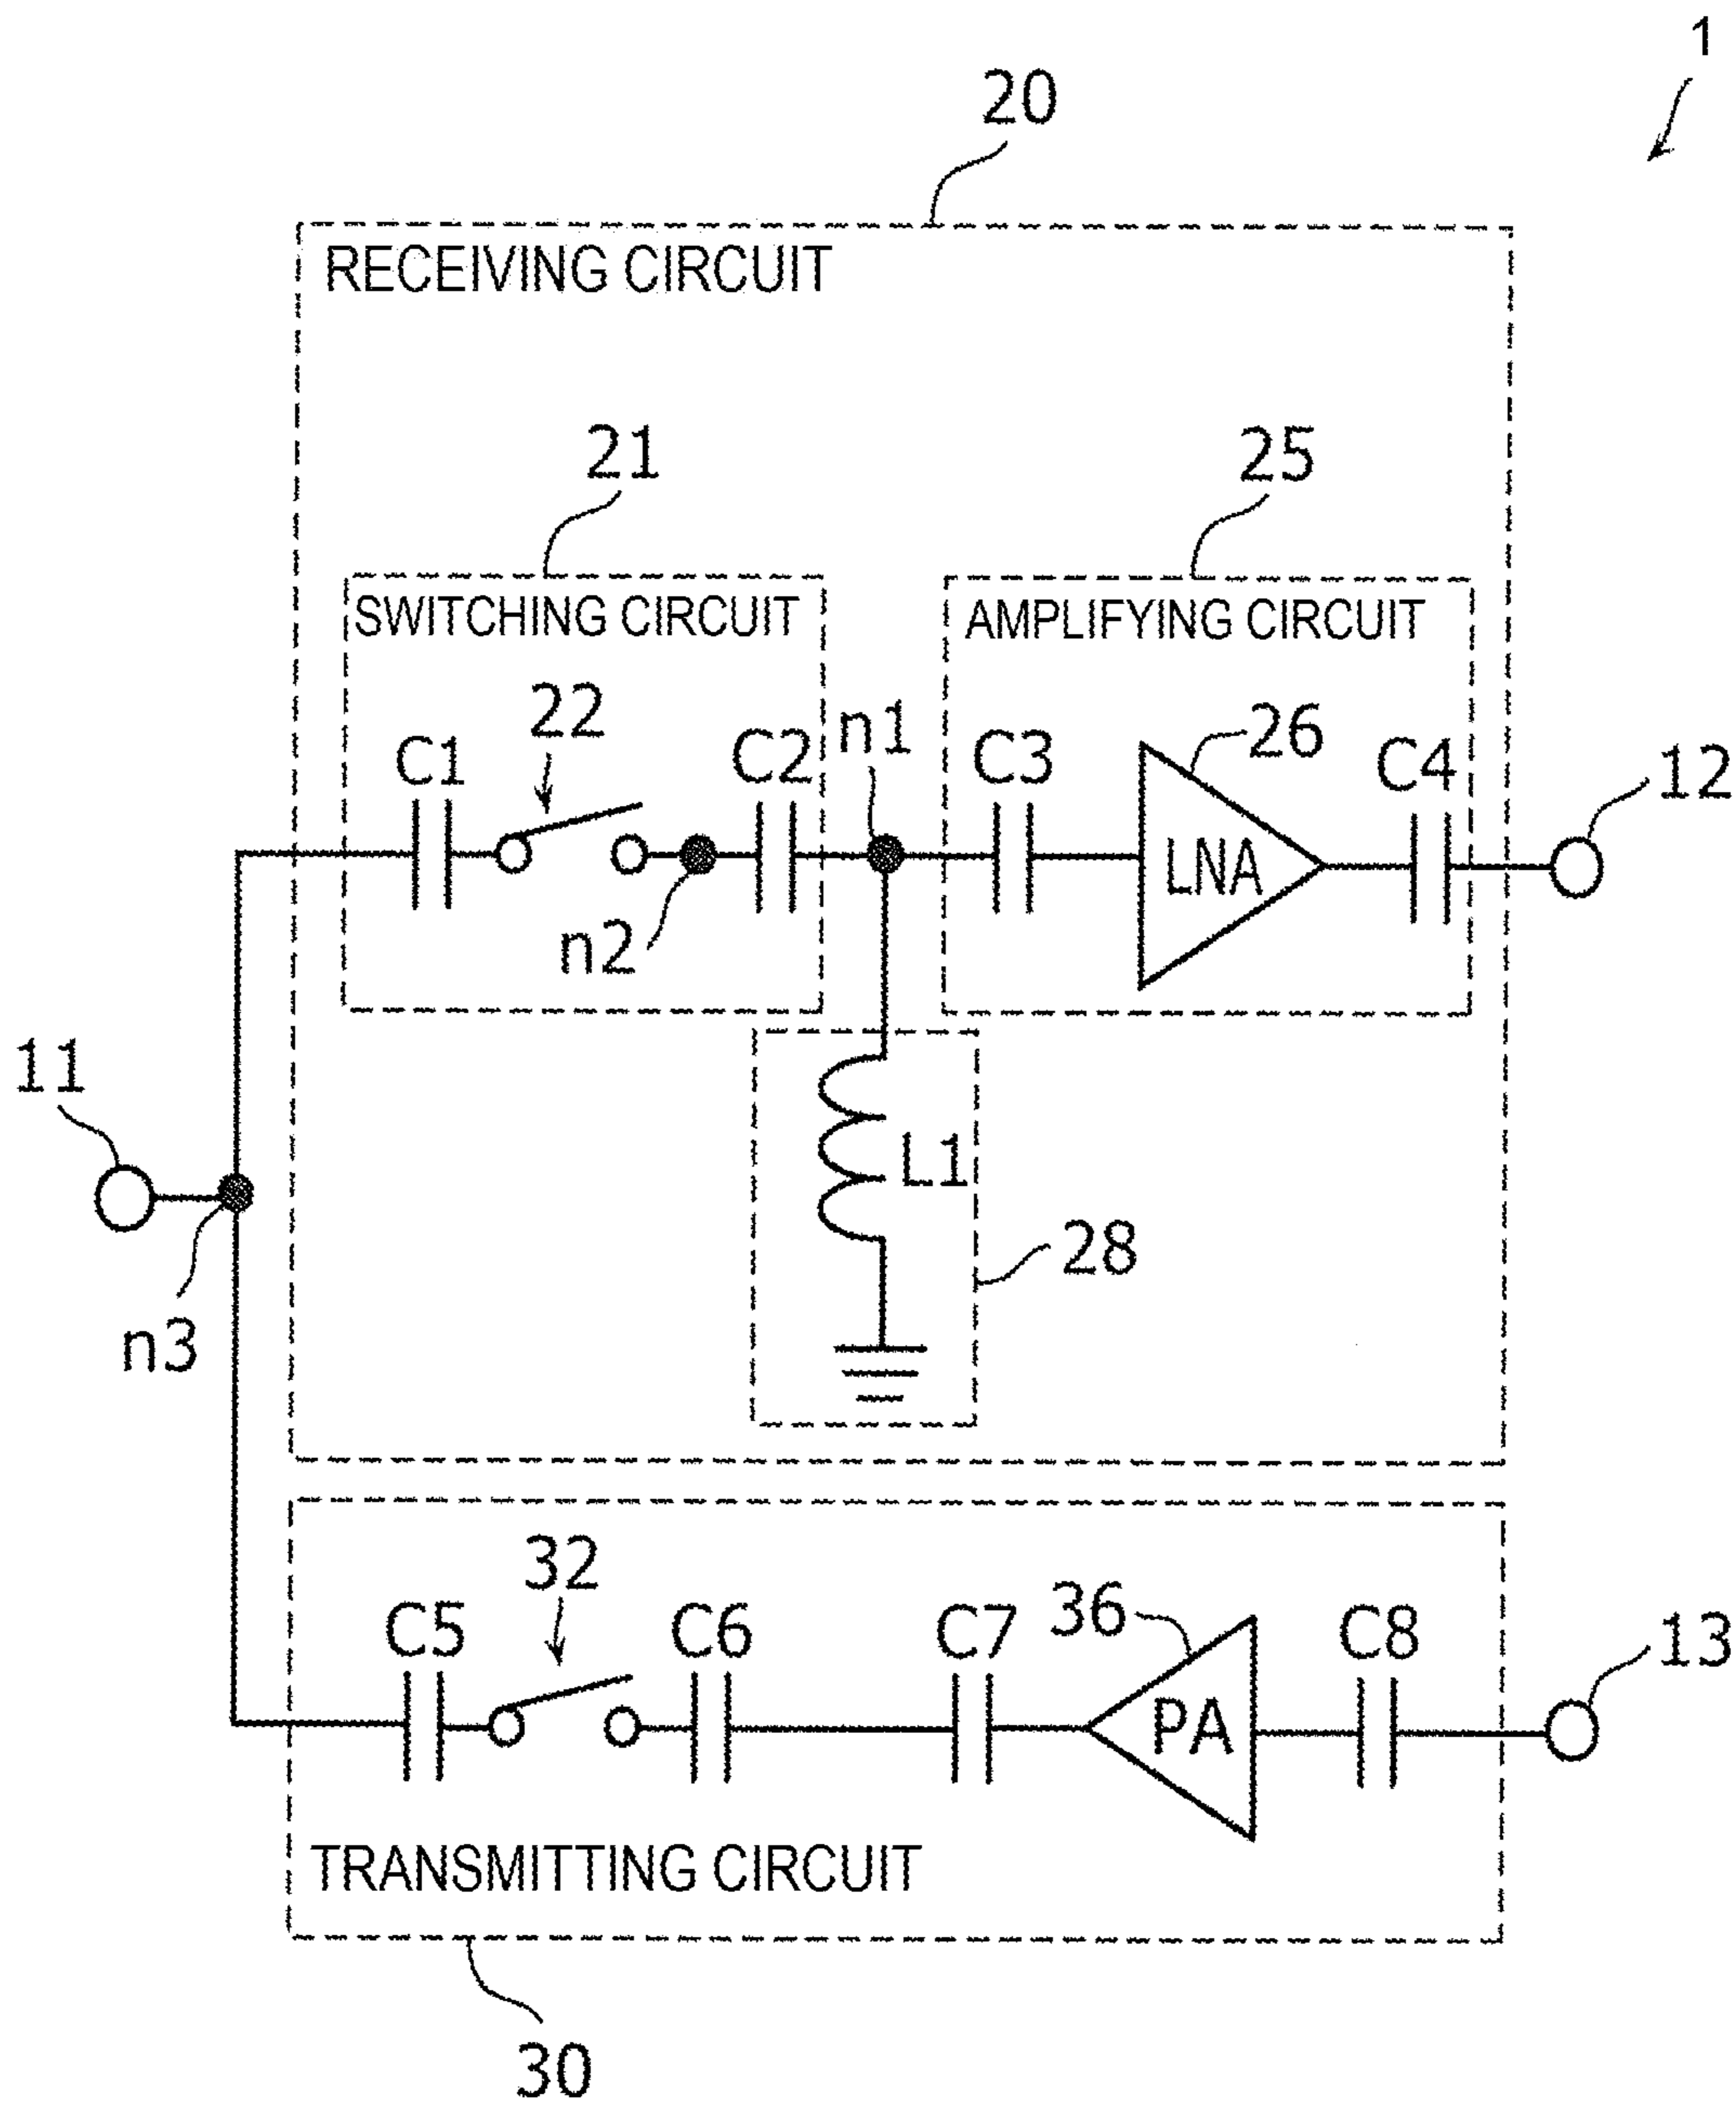 1
20
RECEIVING CIRCUIT
21
25
SWITCHING CIRCUIT
AMPLIFYING CIRCUIT
22
C1
C2
n1
C3
26
C4
12
LNA
n2
11
L1
28
n3
32
C5
C6
C7
36
C8
13
PA
TRANSMITTING CIRCUIT
30